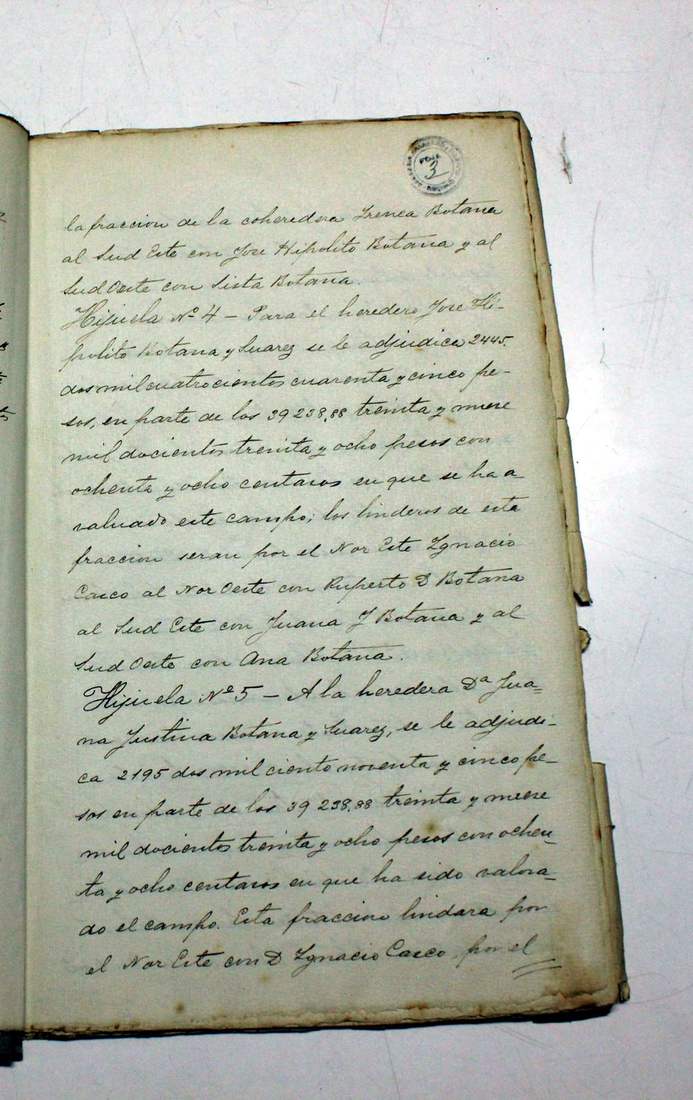 FOJA
3
la fraccion de la coheredera Irenea Botana
al Sud Este con Jose Hipolito Botana y al
Sud Oeste con Sista Botana.
Hijuela Nº 4 – Para el heredero Jose Hi-
polito Botana y Suarez se le adjudica 2445.
dos mil cuatrocientos cuarenta y cinco pe-
sos, en parte de los 39 238,88 treinta y nueve
mil docientos treinta y ocho pesos con
ochenta y ocho centavos en que se ha a
valuado este campo; los linderos de esta
fraccion seran por el Nor Este Ignacio
Casco al Nor Oeste con Ruperto D Botana
al Sud Este con Juana J Botana y al
Sud Oeste con Ana Botana.
Hijuela Nº 5 – A la heredera Dª Jua-
na Justina Botana y Suarez, se le adjudi-
ca 2195 dos mil ciento noventa y cinco pe-
sos en parte de los 39 238,88 treinta y nueve
mil docientos treinta y ocho pesos con ochen-
ta y ocho centavos en que ha sido valora-
do el campo. Esta fraccion lindara por
el Nor Este con D Ignacio Casco, por el